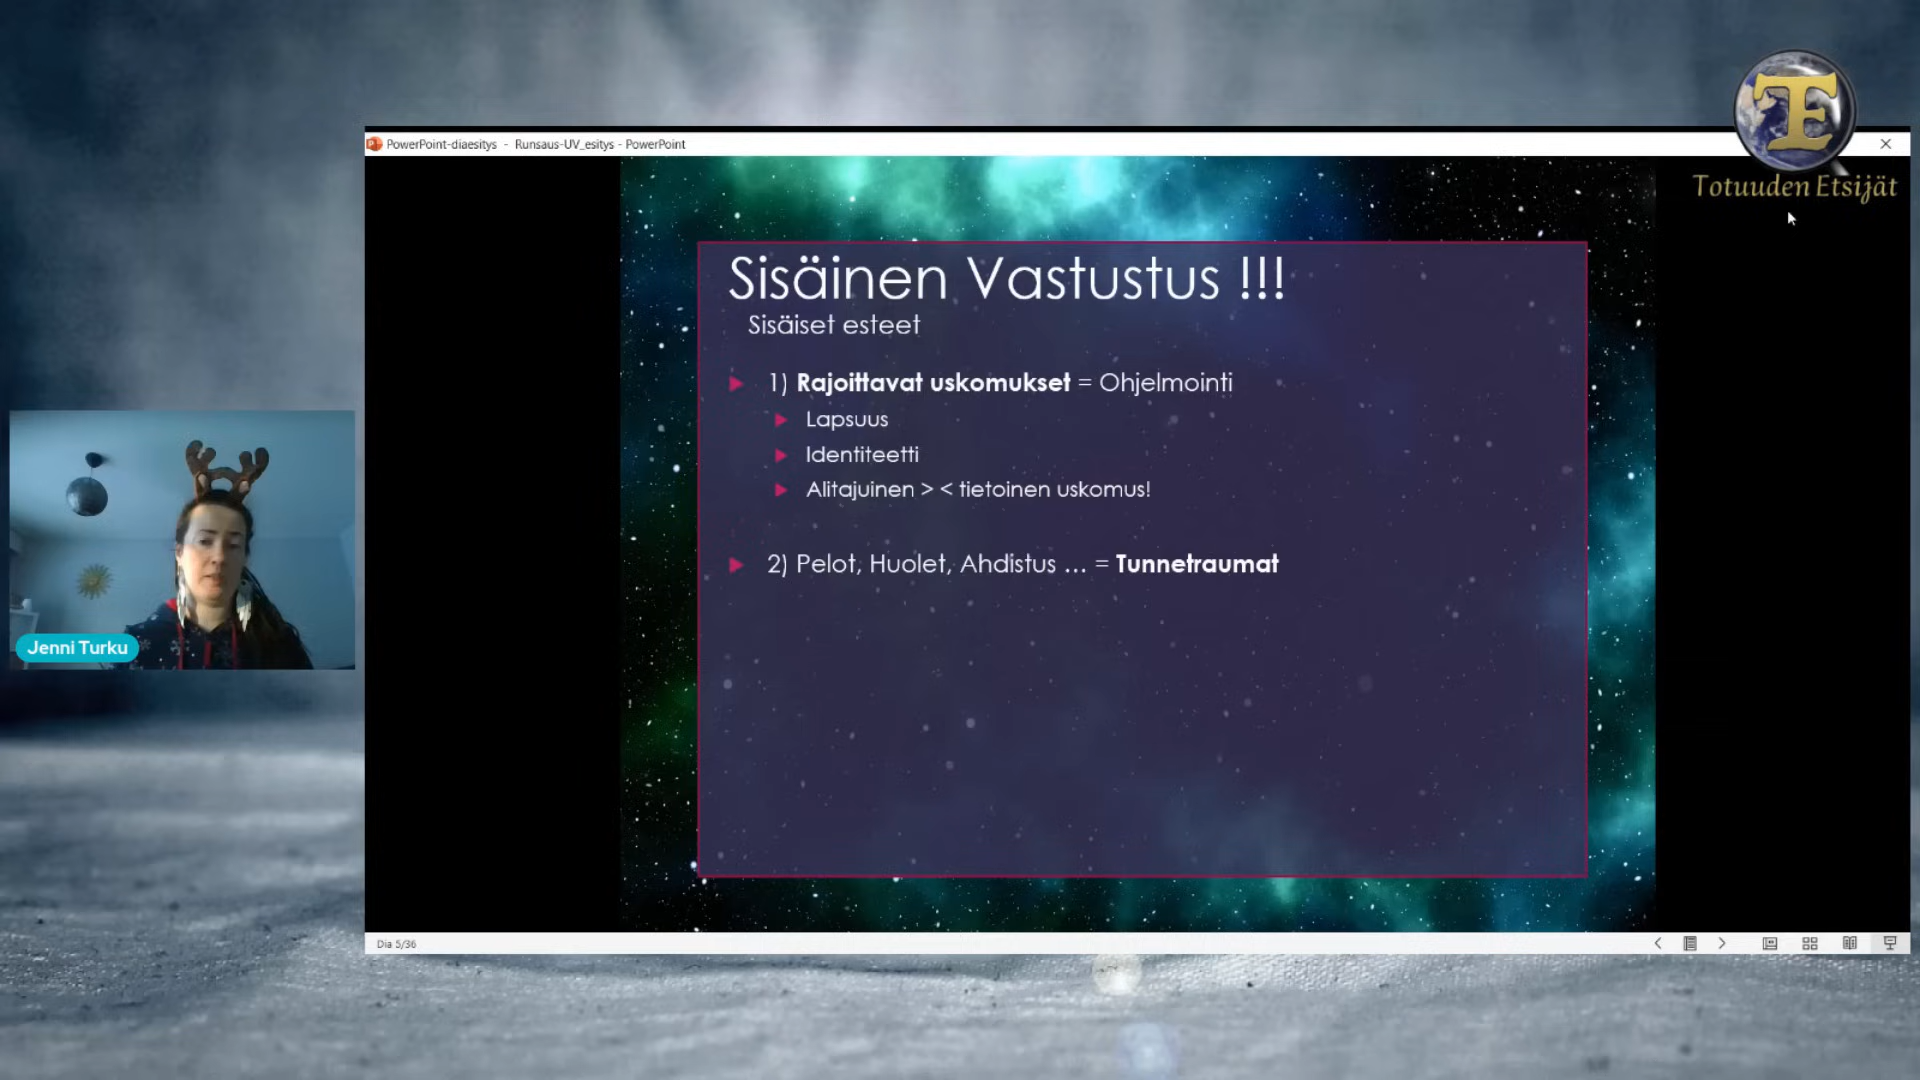 TE
Totuuden Etsijät
PowerPoint-diaesitys - Runsaus-UV_esitys - PowerPoint
Sisäinen Vastustus !!!
Sisäiset esteet
1) Rajoittavat uskomukset = Ohjelmointi
Lapsuus
Identiteetti
Alitajuinen > < tietoinen uskomus!
2) Pelot, Huolet, Ahdistus ... = Tunnetraumat
Jenni Turku
Dia 5/36